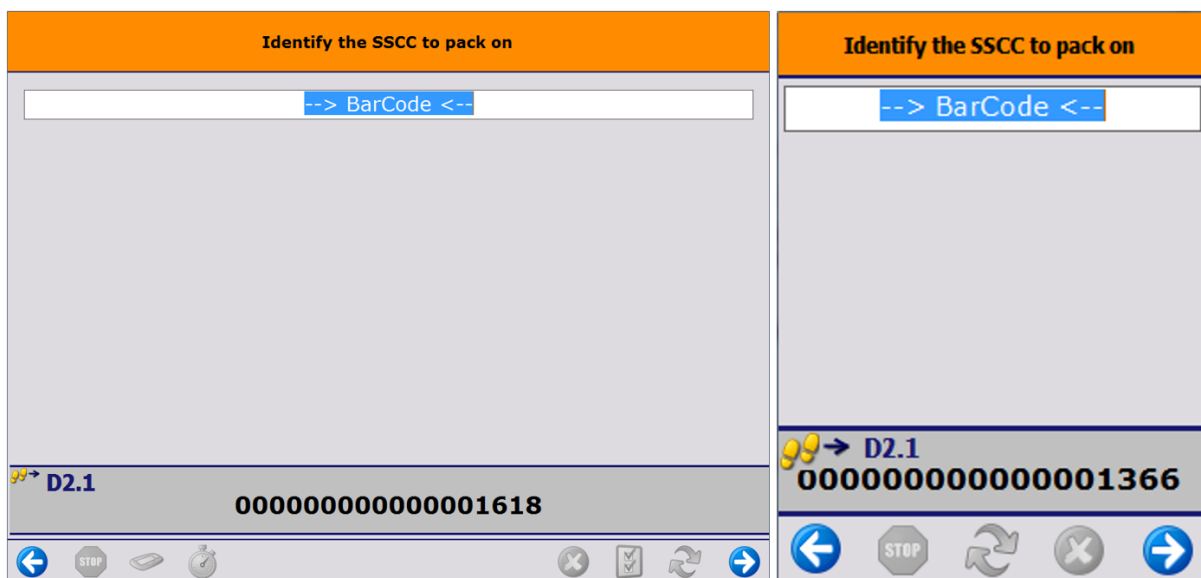 Identify the SSCC to pack on
--> BarCode <--
D2.1
000000000000001618
STOP
Identify the SSCC to pack on
--> BarCode <--
D2.1
000000000000001366
STOP